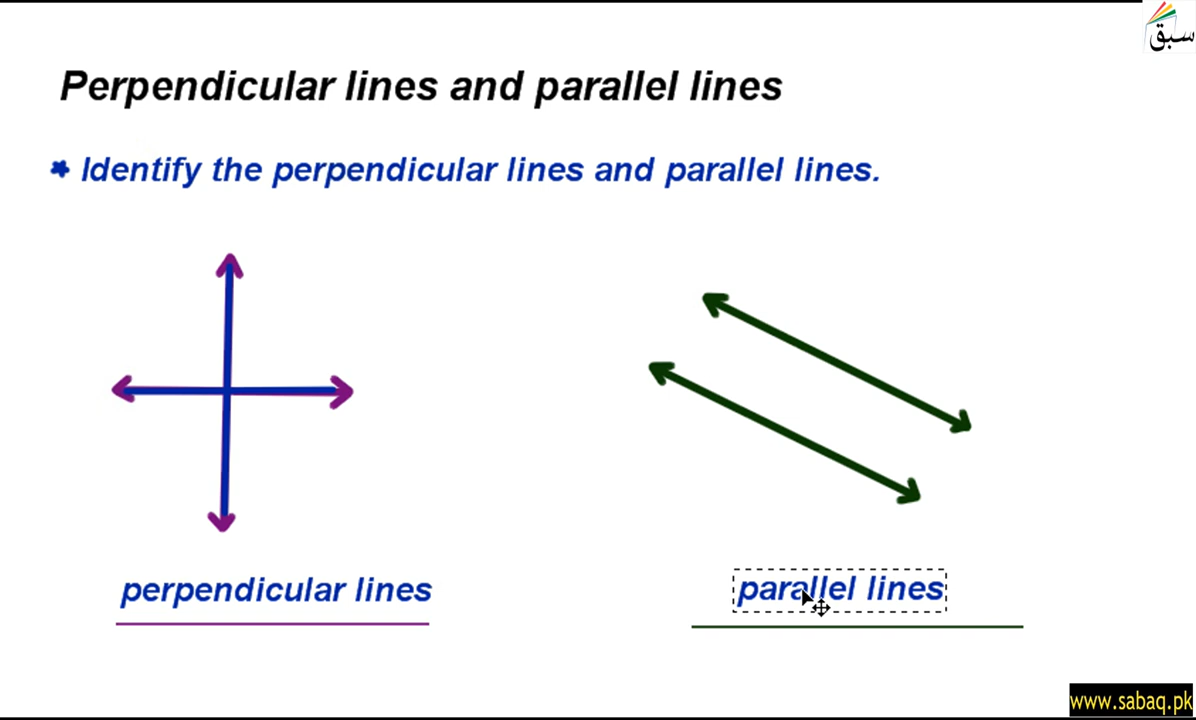 سبق
Perpendicular lines and parallel lines
* Identify the perpendicular lines and parallel lines.
perpendicular lines
parallel lines
www.sabaq.pk